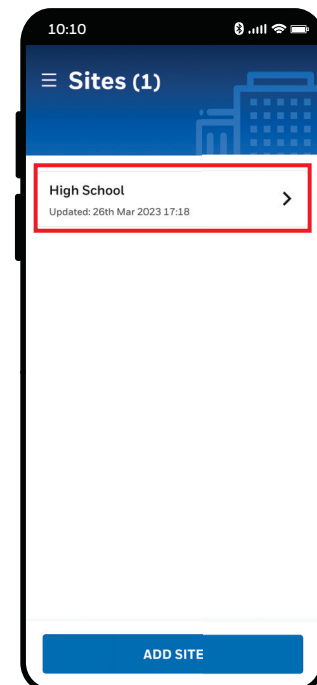 10:10
Sites (1)
High School
Updated: 26th Mar 2023 17:18
ADD SITE